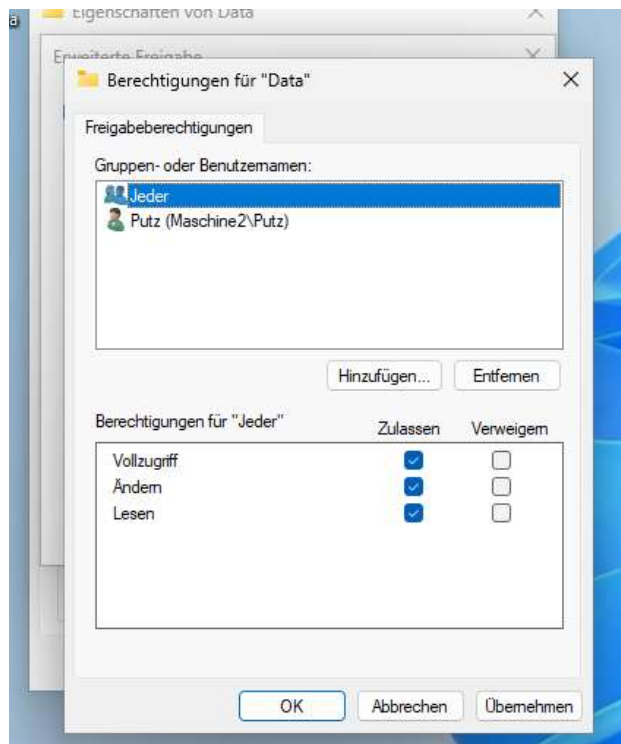 a
Eigenschaften von Data
Erweiterte Freigabe
Berechtigungen für "Data"
Freigabeberechtigungen
Gruppen- oder Benutzernamen:
Jeder
Putz (Maschine2\Putz)
Hinzufügen...
Entfernen
Berechtigungen für "Jeder"
Zulassen
Verweigern
Vollzugriff
Ändern
Lesen
OK
Abbrechen
Übernehmen